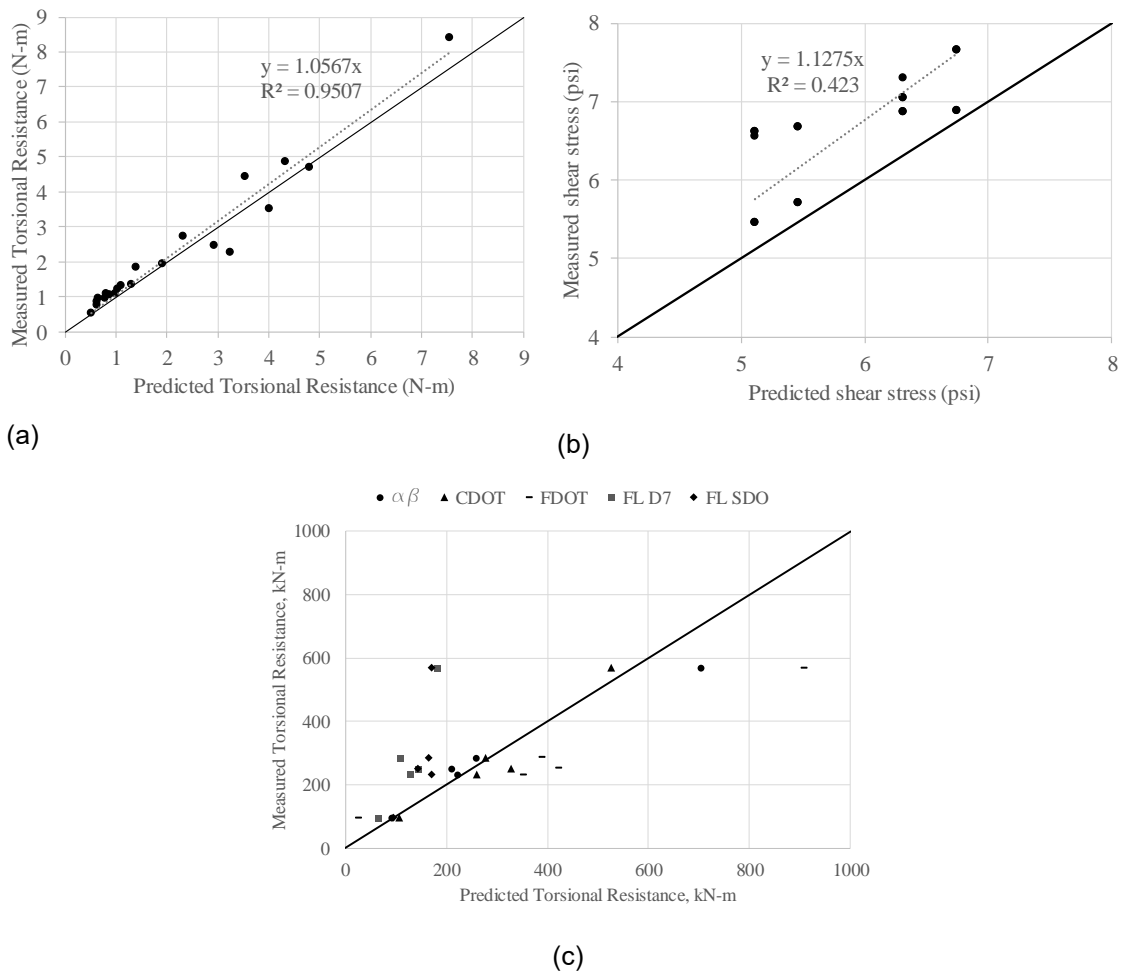 9
8
7
6
5
4
3
2
1
0
Measured Torsional Resistance (N-m)
y = 1.0567x
R² = 0.9507
0 1 2 3 4 5 6 7 8 9
Predicted Torsional Resistance (N-m)
(a)
8
7
6
5
4
Measured shear stress (psi)
y = 1.1275x
R² = 0.423
4 5 6 7 8
Predicted shear stress (psi)
(b)
αβ CDOT FDOT FL D7 FL SDO
1000
800
600
400
200
0
Measured Torsional Resistance, kN-m
0 200 400 600 800 1000
Predicted Torsional Resistance, kN-m
(c)